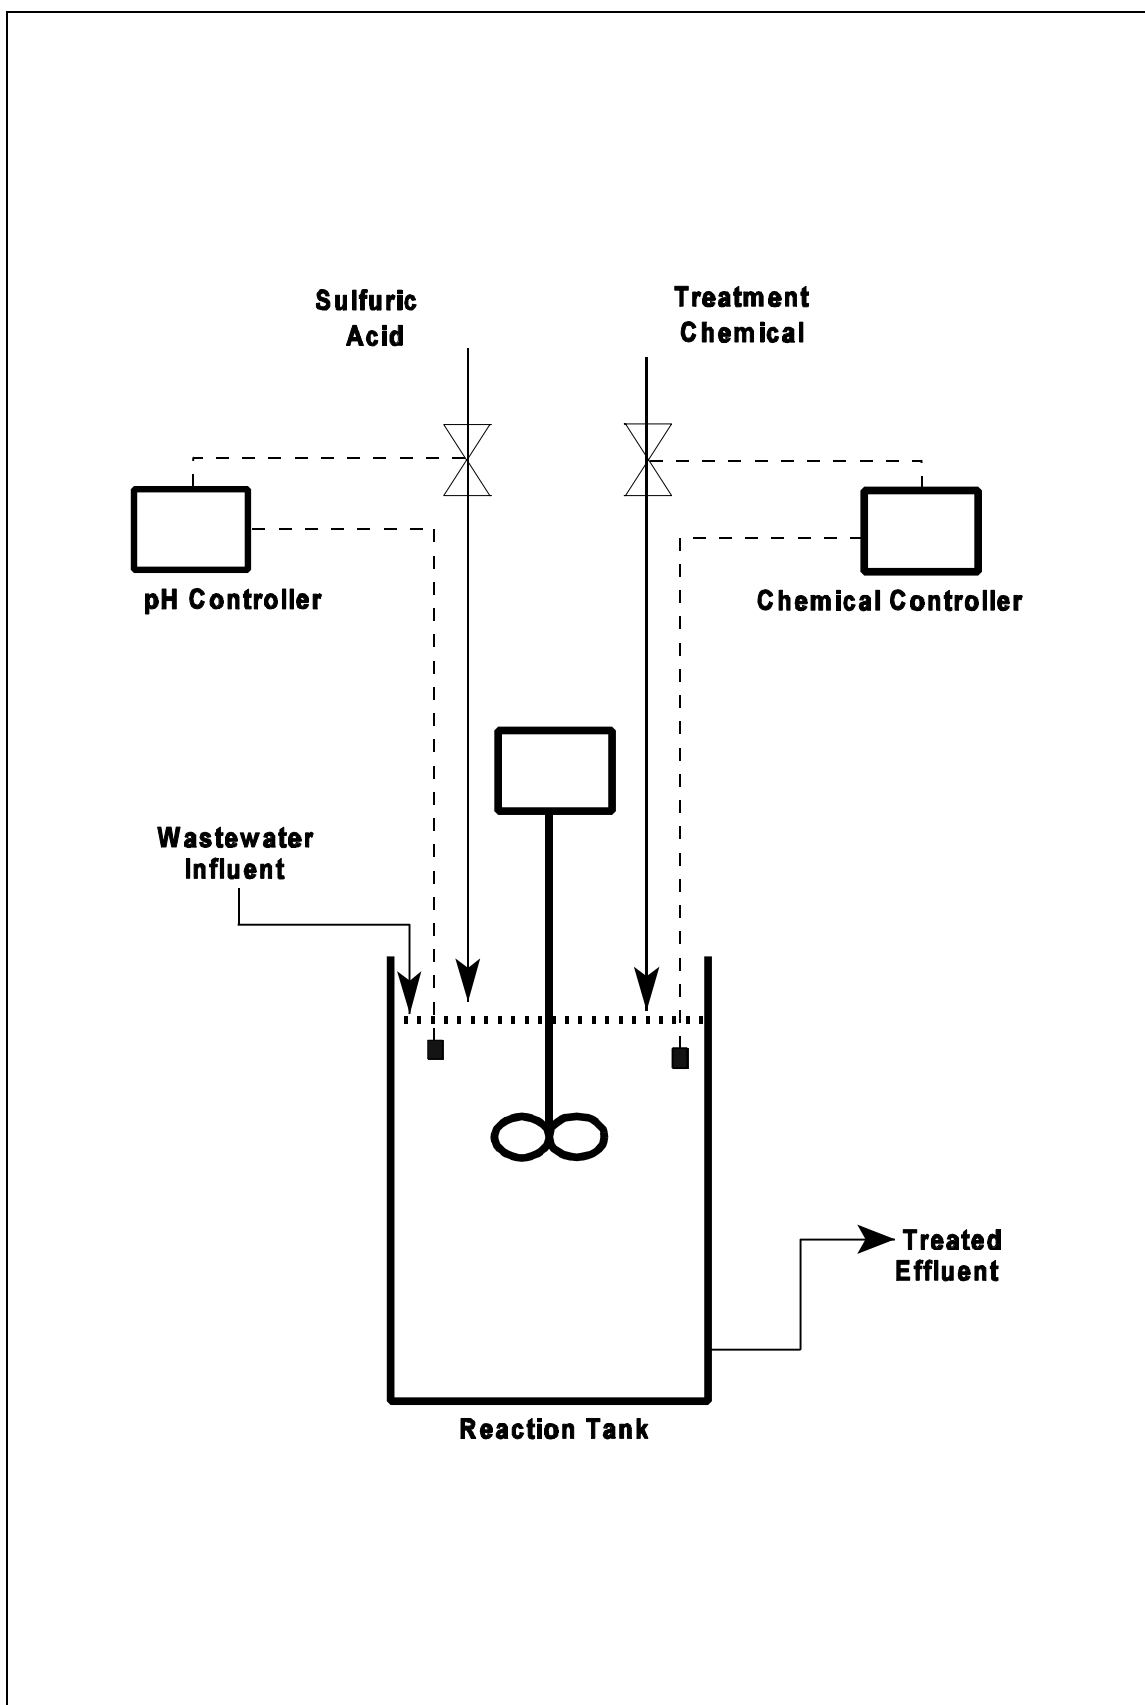 Sulfuric
Acid
Treatment
Chemical
pH Controller
Chemical Controller
Wastewater
Influent
Treated
Effluent
Reaction Tank